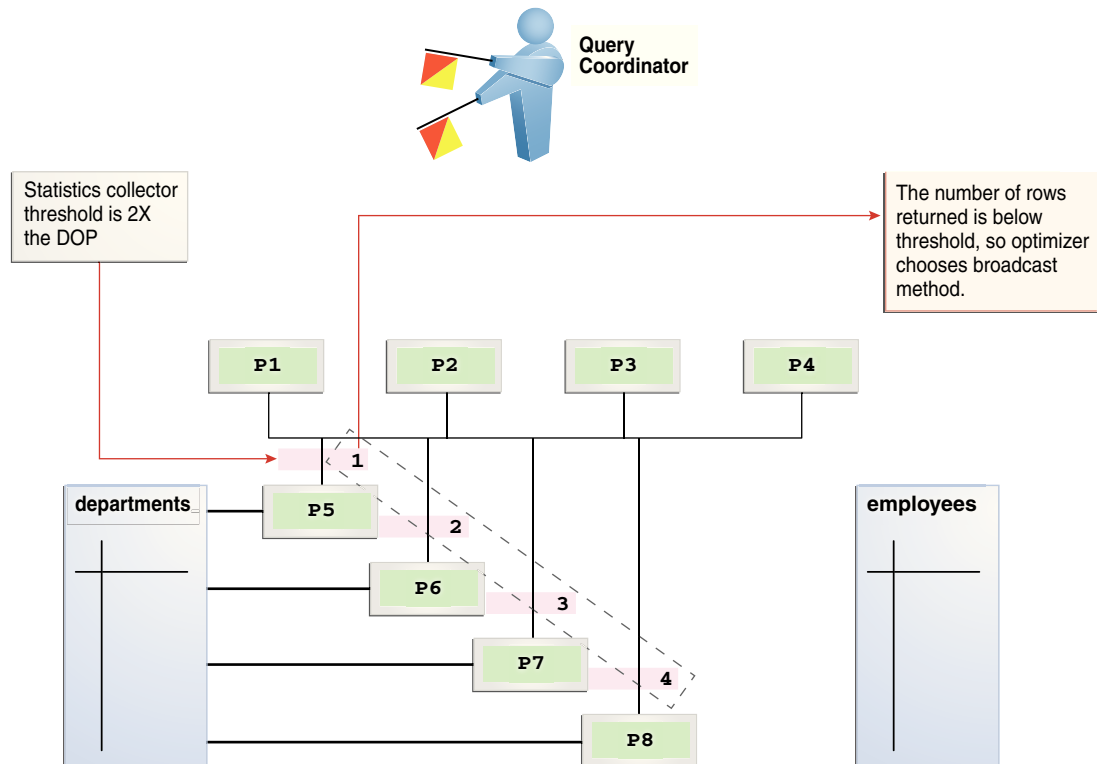 Query
Coordinator
Statistics collector
threshold is 2X
the DOP
The number of rows
returned is below
threshold, so optimizer
chooses broadcast
method.
P1
P2
P3
P4
1
departments
P5
employees
2
P6
3
P7
4
P8